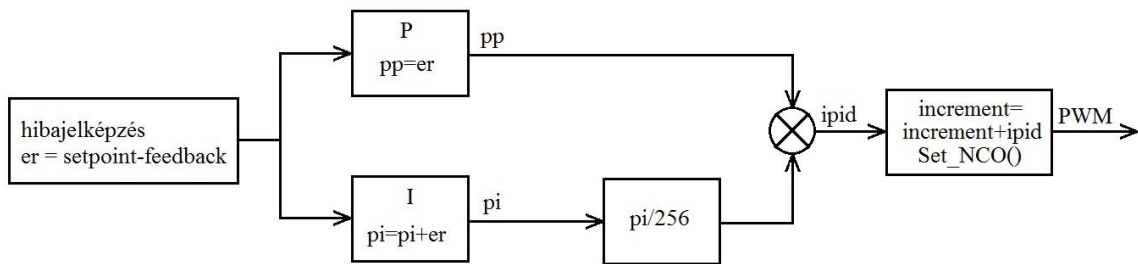 hibajelképzés
er = setpoint-feedback
P
pp=er
pp
I
pi=pi+er
pi
pi/256
ipid
increment=
increment+ipid
Set_NCO()
PWM